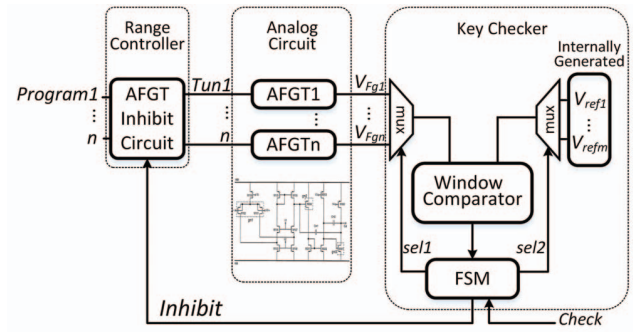 Range
Controller
Analog
Circuit
Key Checker
Internally
Generated
Program1
⋮
n
AFGT
Inhibit
Circuit
Tun1
⋮
n
AFGT1
⋮
AFGTn
VFg1
⋮
VFgn
mux
mux
Vref1
⋮
Vrefm
Window
Comparator
sel1
sel2
FSM
Inhibit
Check